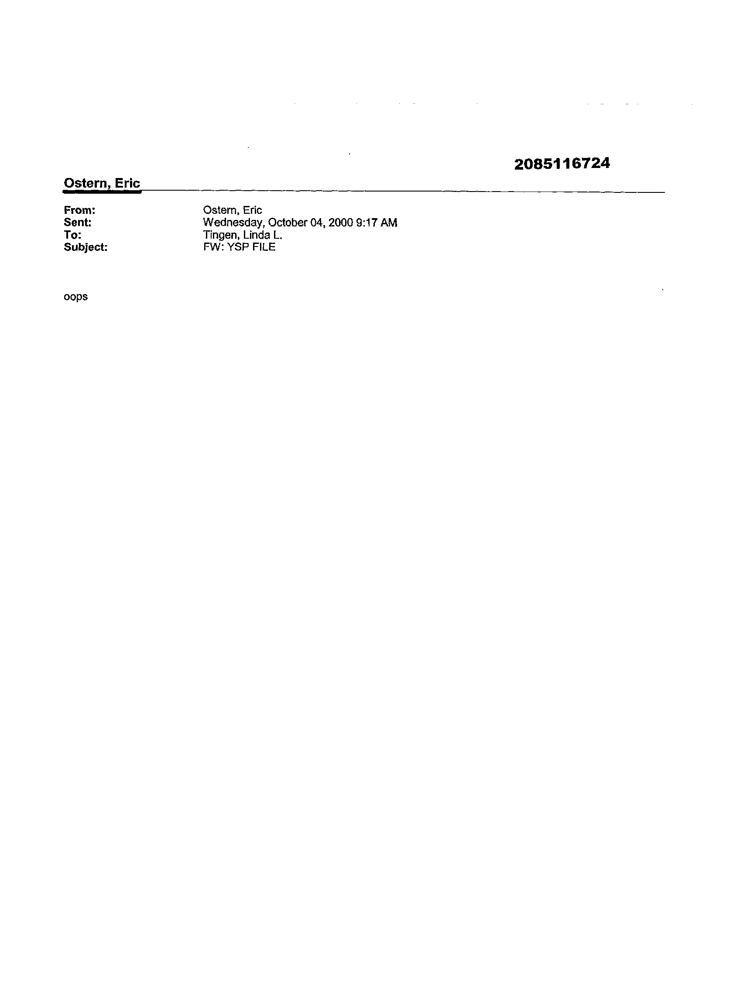 2085116724
Ostern, Eric
From: Ostern, Eric
Sent: Wednesday, October 04, 2000 9:17 AM
To: Tingen, Linda L.
Subject: FW: YSP FILE
oops